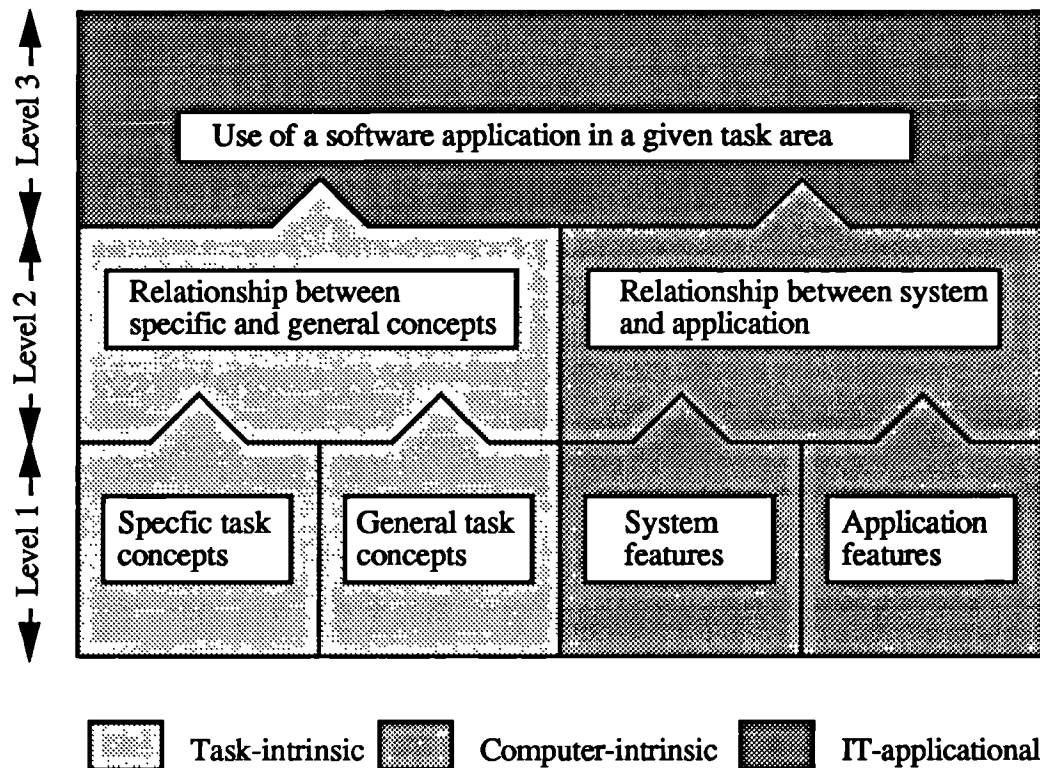 Level 3
Use of a software application in a given task area
Level 2
Relationship between
specific and general concepts
Relationship between system
and application
Level 1
Specfic task
concepts
General task
concepts
System
features
Application
features
Task-intrinsic
Computer-intrinsic
IT-applicational